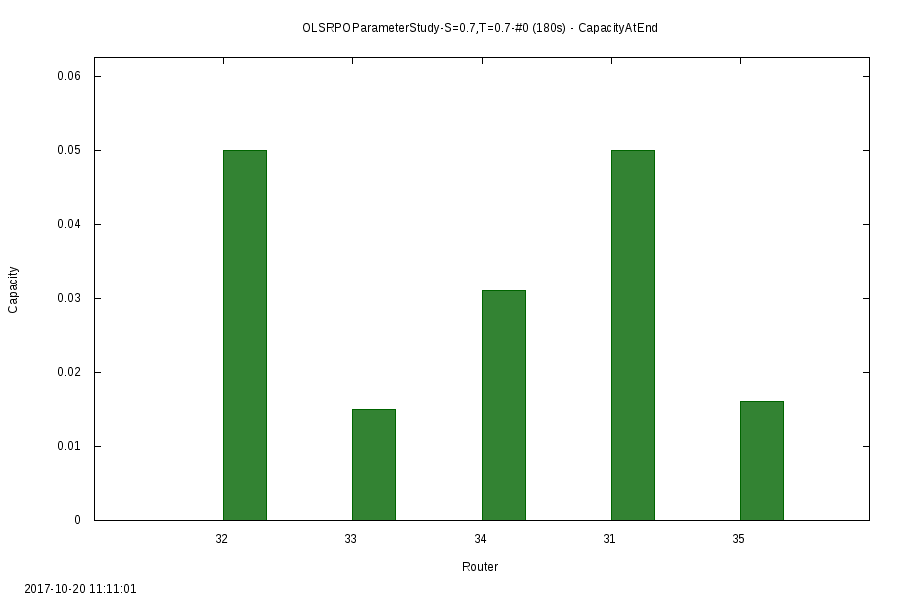 OLSRPOParameterStudy-S=0.7,T=0.7-#0 (180s) - CapacityAtEnd
0.06
0.05
0.04
0.03
0.02
0.01
0
Capacity
32 33 34 31 35
Router
2017-10-20 11:11:01